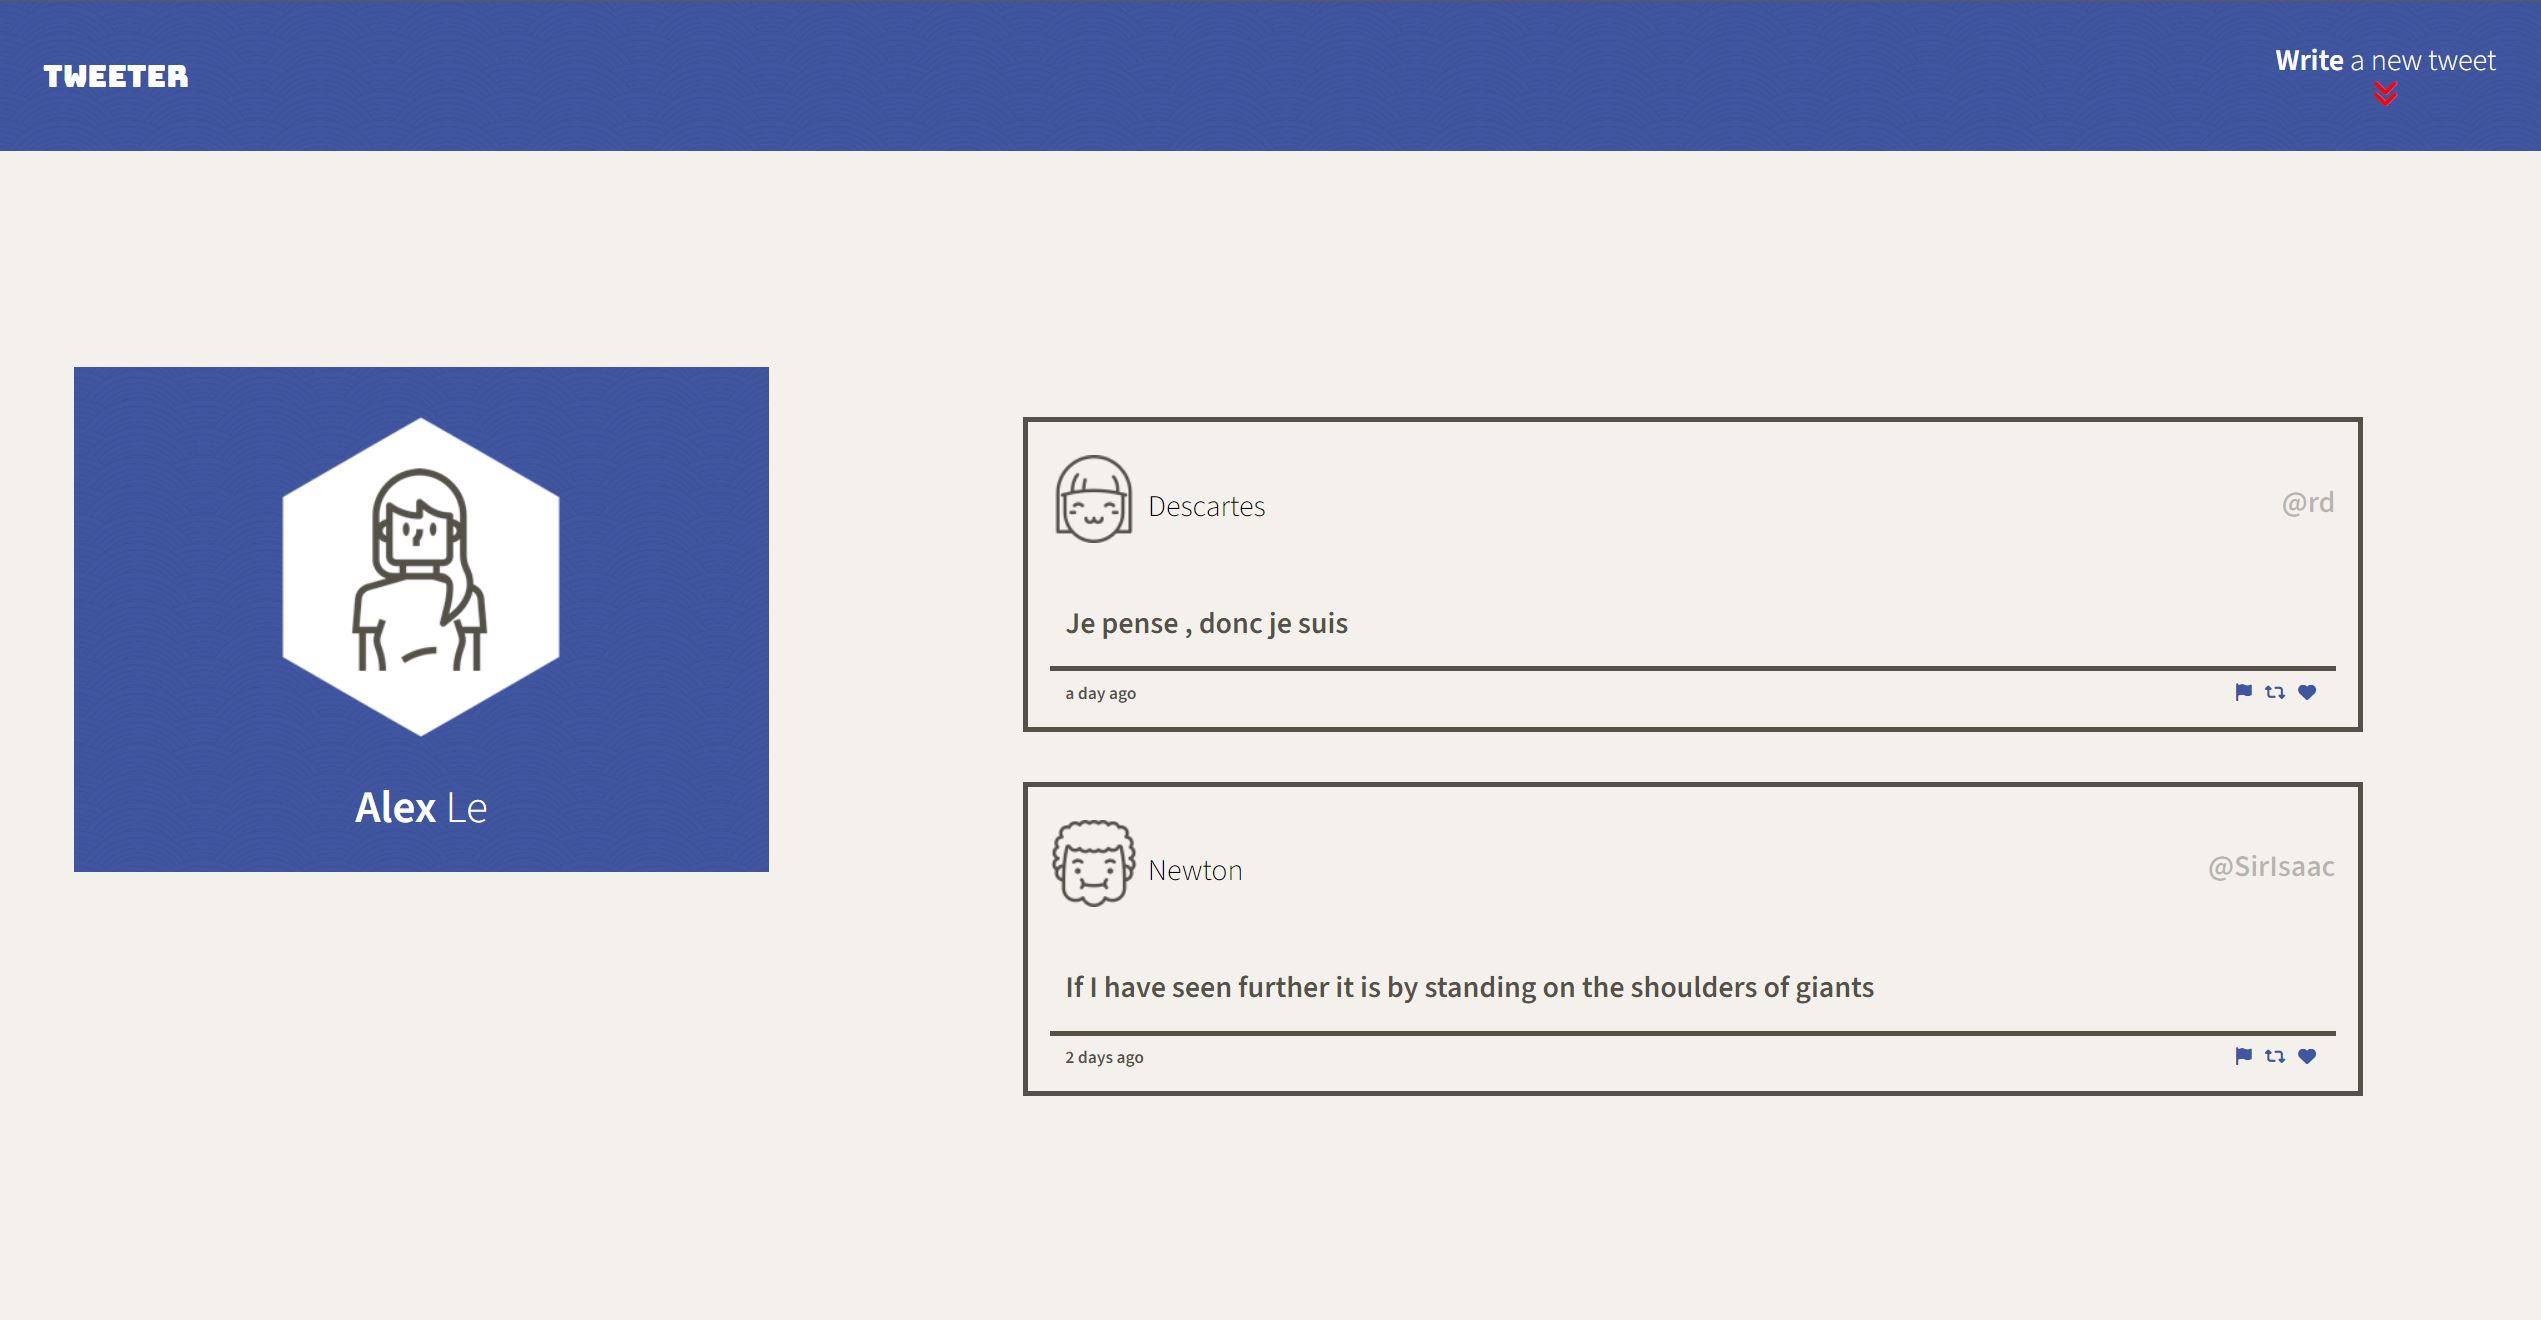 TWEETER
Write a new tweet
Alex Le
Descartes
@rd
Je pense , donc je suis
a day ago
Newton
@SirIsaac
If I have seen further it is by standing on the shoulders of giants
2 days ago